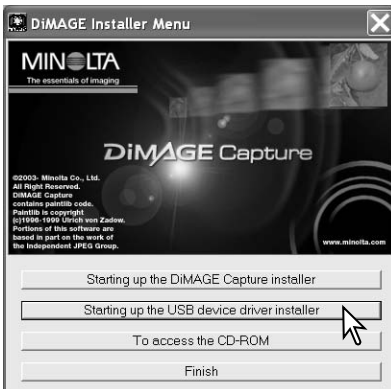 DiMAGE Installer Menu
MINOLTA
The essentials of imaging
DiMAGE Capture
©2003- Minolta Co., Ltd.
All Right Reserved.
DiMAGE Capture
contains paintlib code.
Paintlib is copyright
(c)1996-1999 Ulrich von Zadow.
Portions of this software are
based in part on the work of
the Independent JPEG Group.
www.minolta.com
Starting up the DiMAGE Capture installer
Starting up the USB device driver installer
To access the CD-ROM
Finish